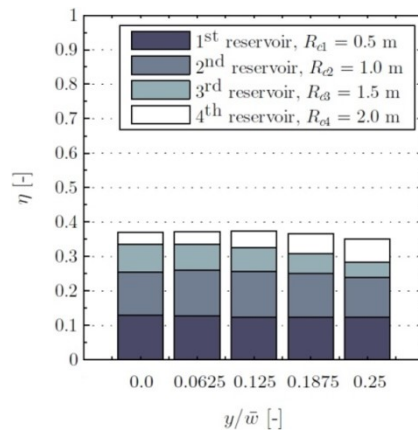 1
0.9
0.8
0.7
0.6
0.5
0.4
0.3
0.2
0.1
0
η [-]
1st reservoir, Rc1 = 0.5 m
2nd reservoir, Rc2 = 1.0 m
3rd reservoir, Rc3 = 1.5 m
4th reservoir, Rc4 = 2.0 m
0.0 0.0625 0.125 0.1875 0.25
y/w̄ [-]